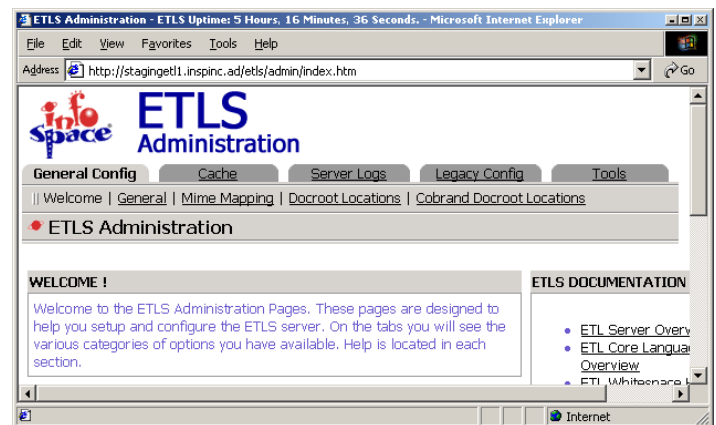 ETLS Administration - ETLS Uptime: 5 Hours, 16 Minutes, 36 Seconds. - Microsoft Internet Explorer
File Edit View Favorites Tools Help
Address http://stagingetl1.inspinc.ad/etls/admin/index.htm Go
info space
ETLS
Administration
General Config Cache Server Logs Legacy Config Tools
|| Welcome | General | Mime Mapping | Docroot Locations | Cobrand Docroot Locations
ETLS Administration
WELCOME ! ETLS DOCUMENTATION
Welcome to the ETLS Administration Pages. These pages are designed to
help you setup and configure the ETLS server. On the tabs you will see the
various categories of options you have available. Help is located in each
section.
ETL Server Overv
ETL Core Langua
Overview
ETL Whitespace
Internet